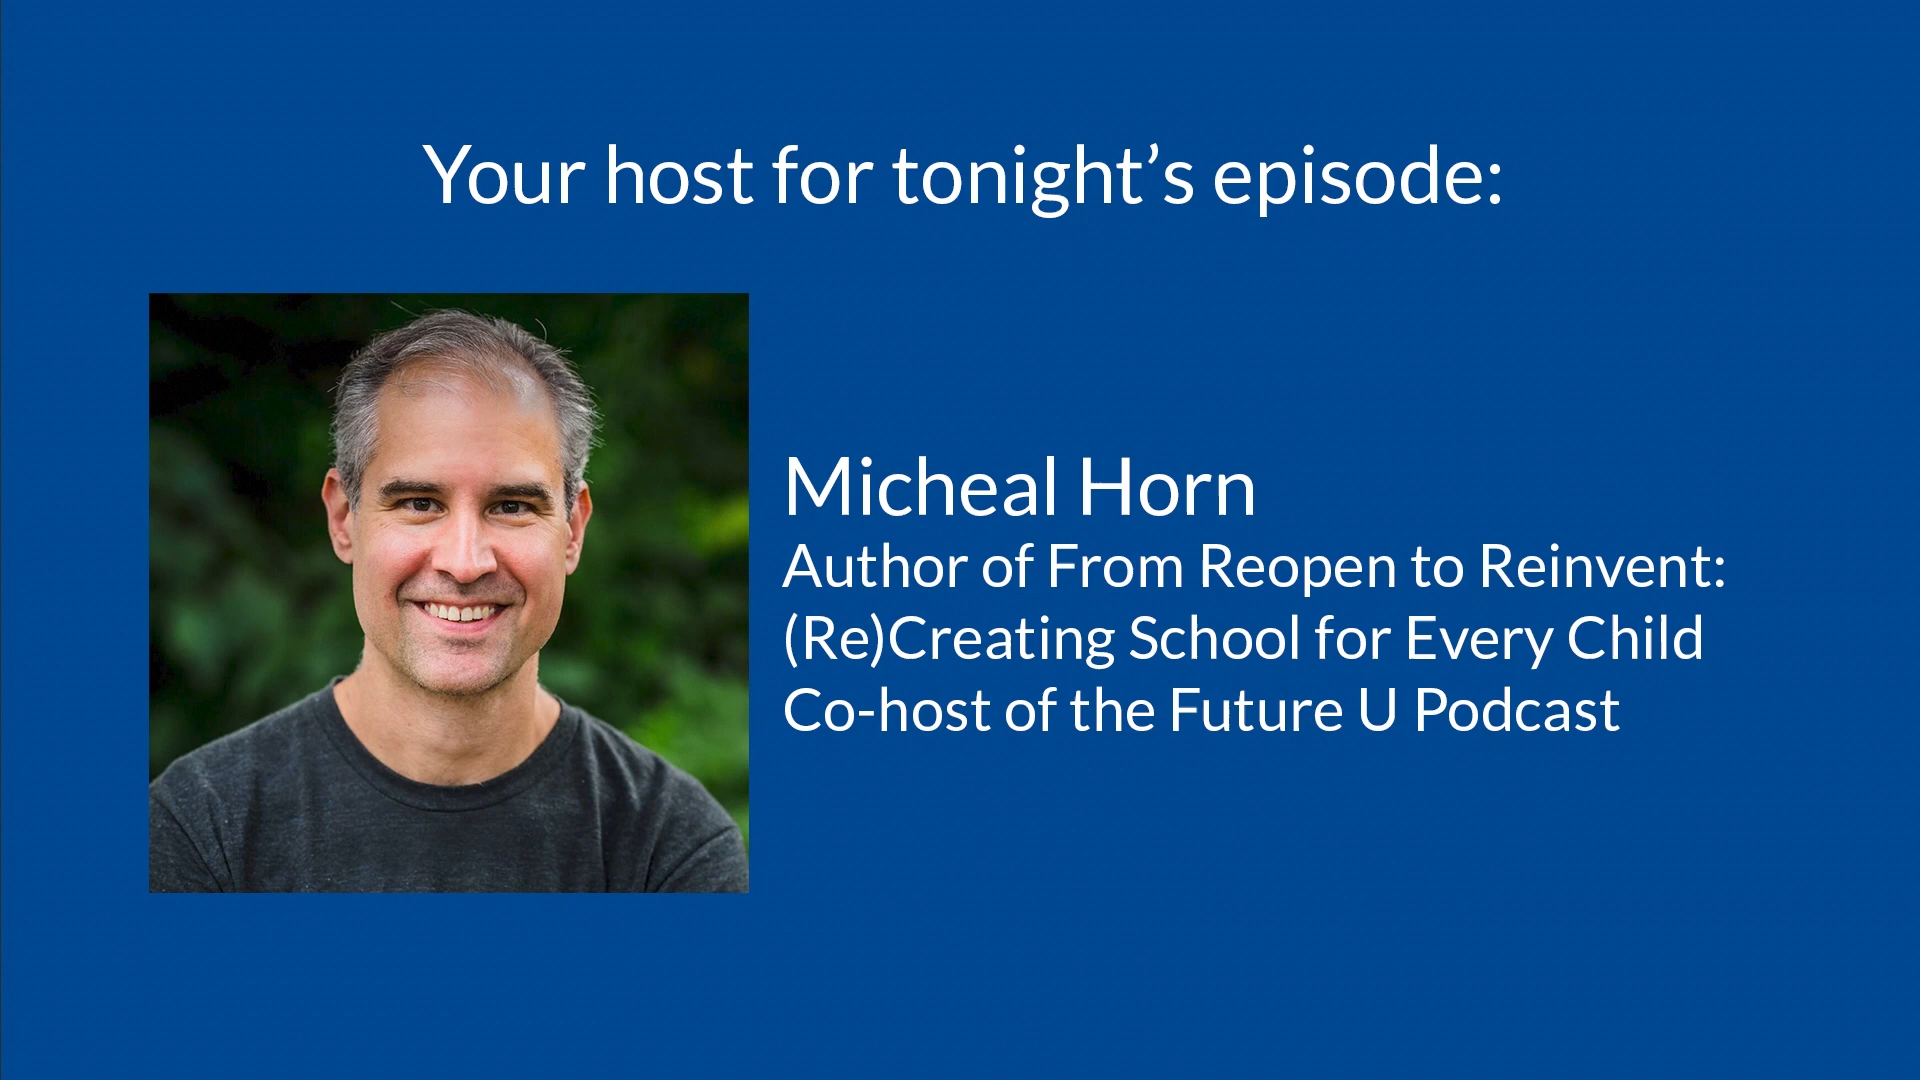 Your host for tonight’s episode:
Micheal Horn
Author of From Reopen to Reinvent:
(Re)Creating School for Every Child
Co-host of the Future U Podcast